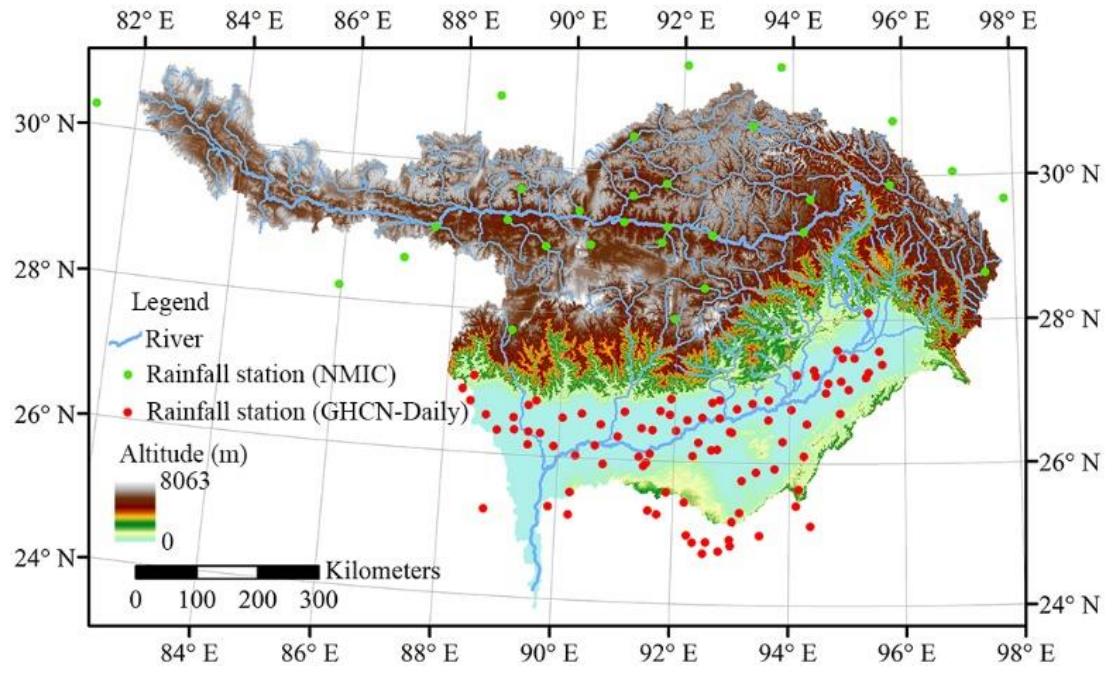 82° E 84° E 86° E 88° E 90° E 92° E 94° E 96° E 98° E
30° N
30° N
28° N
Legend
River
28° N
Rainfall station (NMIC)
26° N
Rainfall station (GHCN-Daily)
Altitude (m)
26° N
8063
0
24° N
Kilometers
0 100 200 300
24° N
84° E 86° E 88° E 90° E 92° E 94° E 96° E 98° E